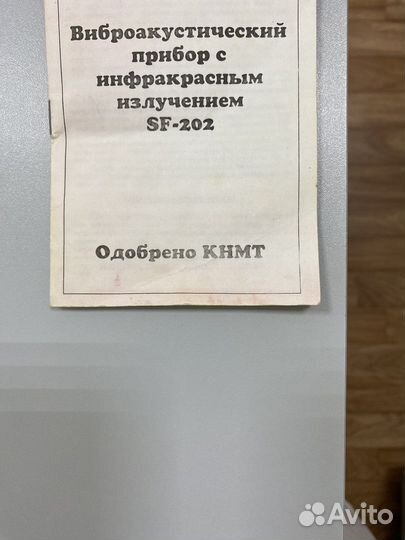 Виброакустический
прибор с
инфракрасным
излучением
SF-202
Одобрено КНМТ
Avito